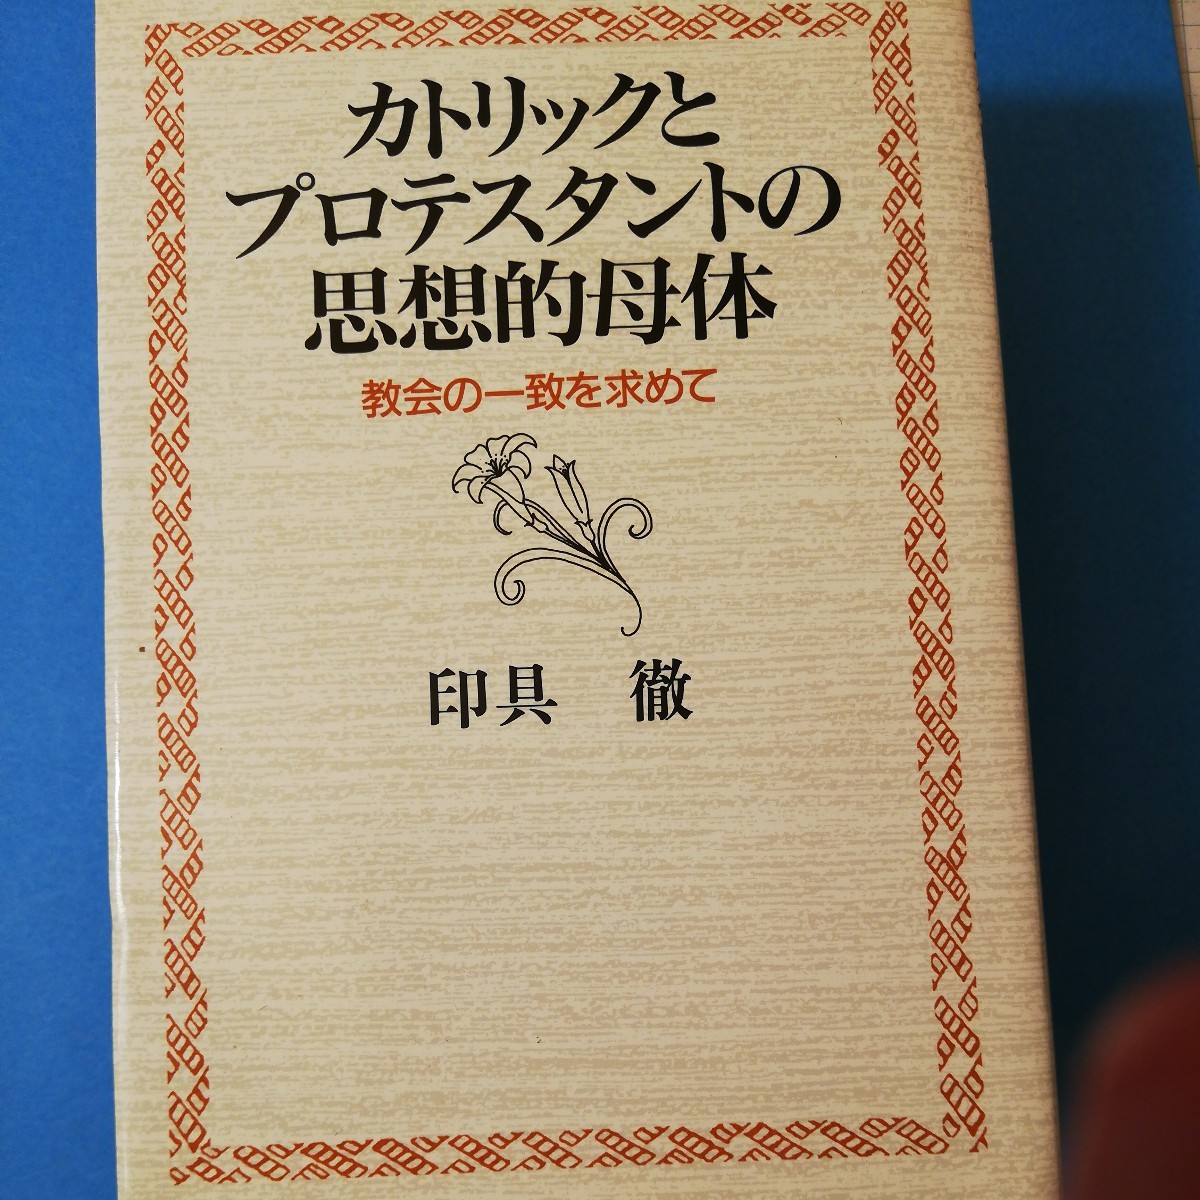 カトリックと
プロテスタントの
思想的母体
教会の一致を求めて
印具 徹